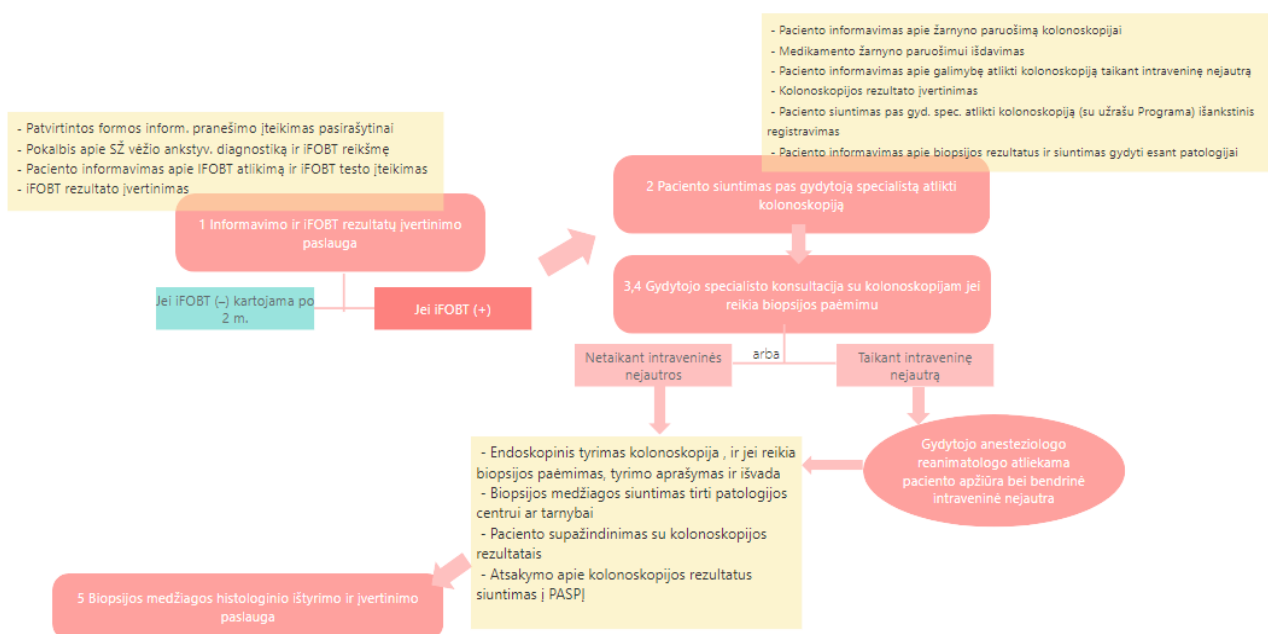 - Patvirtintos formos inform. pranešimo įteikimas pasirašytinai
- Pokalbis apie SŽ vėžio ankstyv. diagnostiką ir iFOBT reikšmę
- Paciento informavimas apie IFOBT atlikimą ir iFOBT testo įteikimas
- iFOBT rezultato įvertinimas
1 Informavimo ir iFOBT rezultatų įvertinimo
paslauga
Jei iFOBT (–) kartojama po
2 m.
Jei iFOBT (+)
- Paciento informavimas apie žarnyno paruošimą kolonoskopijai
- Medikamento žarnyno paruošimui išdavimas
- Paciento informavimas apie galimybę atlikti kolonoskopiją taikant intraveninę nejautrą
- Kolonoskopijos rezultato įvertinimas
- Paciento siuntimas pas gyd. spec. atlikti kolonoskopiją (su užrašu Programa) išankstinis
registravimas
- Paciento informavimas apie biopsijos rezultatus ir siuntimas gydyti esant patologijai
2 Paciento siuntimas pas gydytoją specialistą atlikti
kolonoskopiją
3,4 Gydytojo specialisto konsultacija su kolonoskopijam jei
reikia biopsijos paėmimu
Netaikant intraveninės
nejautros
arba
Taikant intraveninę
nejautrą
Gydytojo anesteziologo
reanimatologo atliekama
paciento apžiūra bei bendrinė
intraveninė nejautra
- Endoskopinis tyrimas kolonoskopija , ir jei reikia
biopsijos paėmimas, tyrimo aprašymas ir išvada
- Biopsijos medžiagos siuntimas tirti patologijos
centrui ar tarnybai
- Paciento supažindinimas su kolonoskopijos
rezultatais
- Atsakymo apie kolonoskopijos rezultatus
siuntimas į PASPĮ
5 Biopsijos medžiagos histologinio ištyrimo ir įvertinimo
paslauga